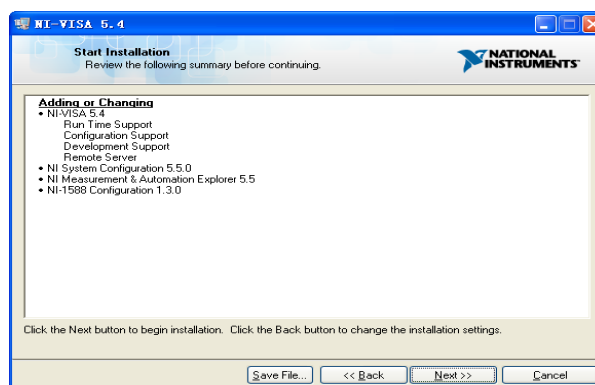 NI-VISA 5.4
Start Installation
Review the following summary before continuing.
NATIONAL
INSTRUMENTS™
Adding or Changing
• NI-VISA 5.4
Run Time Support
Configuration Support
Development Support
Remote Server
• NI System Configuration 5.5.0
• NI Measurement & Automation Explorer 5.5
• NI-1588 Configuration 1.3.0
Click the Next button to begin installation. Click the Back button to change the installation settings.
Save File... << Back Next >> Cancel